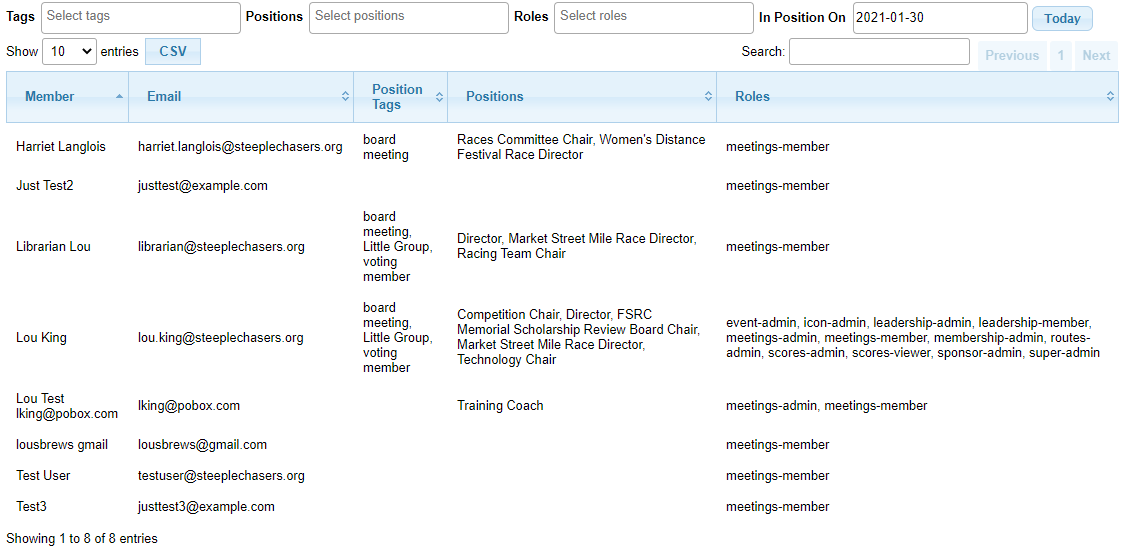 Tags Select tags Positions Select positions Roles Select roles In Position On 2021-01-30 Today
Show 10 entries CSV Search: Previous 1 Next
Member Email Position Tags Positions Roles
Harriet Langlois harriet.langlois@steeplechasers.org board meeting Races Committee Chair, Women's Distance Festival Race Director meetings-member
Just Test2 justtest@example.com meetings-member
Librarian Lou librarian@steeplechasers.org board meeting, Little Group, voting member Director, Market Street Mile Race Director, Racing Team Chair meetings-member
Lou King lou.king@steeplechasers.org board meeting, Little Group, voting member Competition Chair, Director, FSRC Memorial Scholarship Review Board Chair, Market Street Mile Race Director, Technology Chair event-admin, icon-admin, leadership-admin, leadership-member, meetings-admin, meetings-member, membership-admin, routes-admin, scores-admin, scores-viewer, sponsor-admin, super-admin
Lou Test lking@pobox.com lking@pobox.com Training Coach meetings-admin, meetings-member
lousbrews gmail lousbrews@gmail.com meetings-member
Test User testuser@steeplechasers.org meetings-member
Test3 justtest3@example.com meetings-member
Showing 1 to 8 of 8 entries